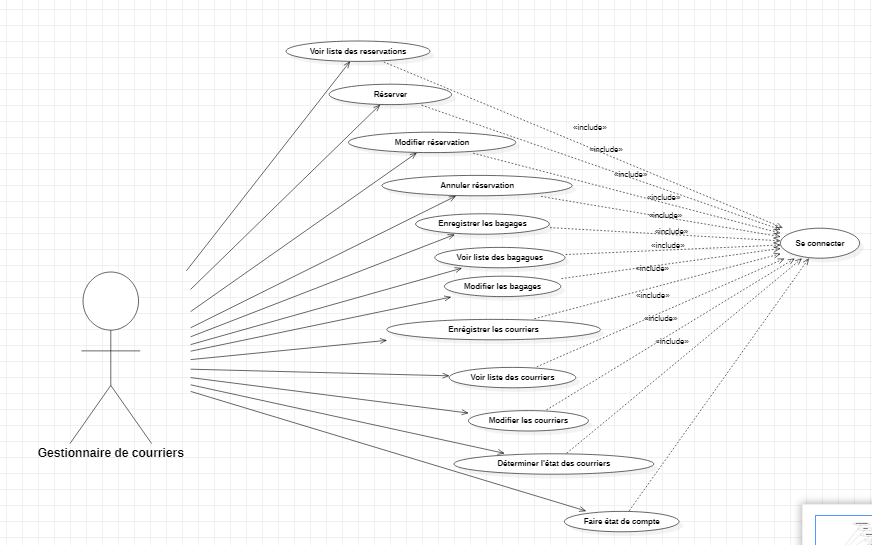 Voir liste des reservations
Réserver
«include»
Modifier réservation
«include»
«include»
Annuler réservation
«include»
«include»
Enregistrer les bagages
«include»
«include»
Se connecter
Voir liste des bagagues
«include»
Modifier les bagages
«include»
Enrégistrer les courriers
«include»
«include»
Voir liste des courriers
Modifier les courriers
Gestionnaire de courriers
Déterminer l'état des courriers
Faire état de compte